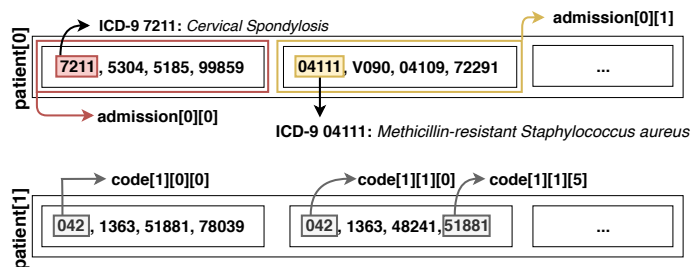 ICD-9 7211: Cervical Spondylosis
admission[0][1]
patient[0]
7211, 5304, 5185, 99859
04111, V090, 04109, 72291
...
admission[0][0]
ICD-9 04111: Methicillin-resistant Staphylococcus aureus
code[1][0][0]
code[1][1][0]
code[1][1][5]
patient[1]
042, 1363, 51881, 78039
042, 1363, 48241, 51881
...